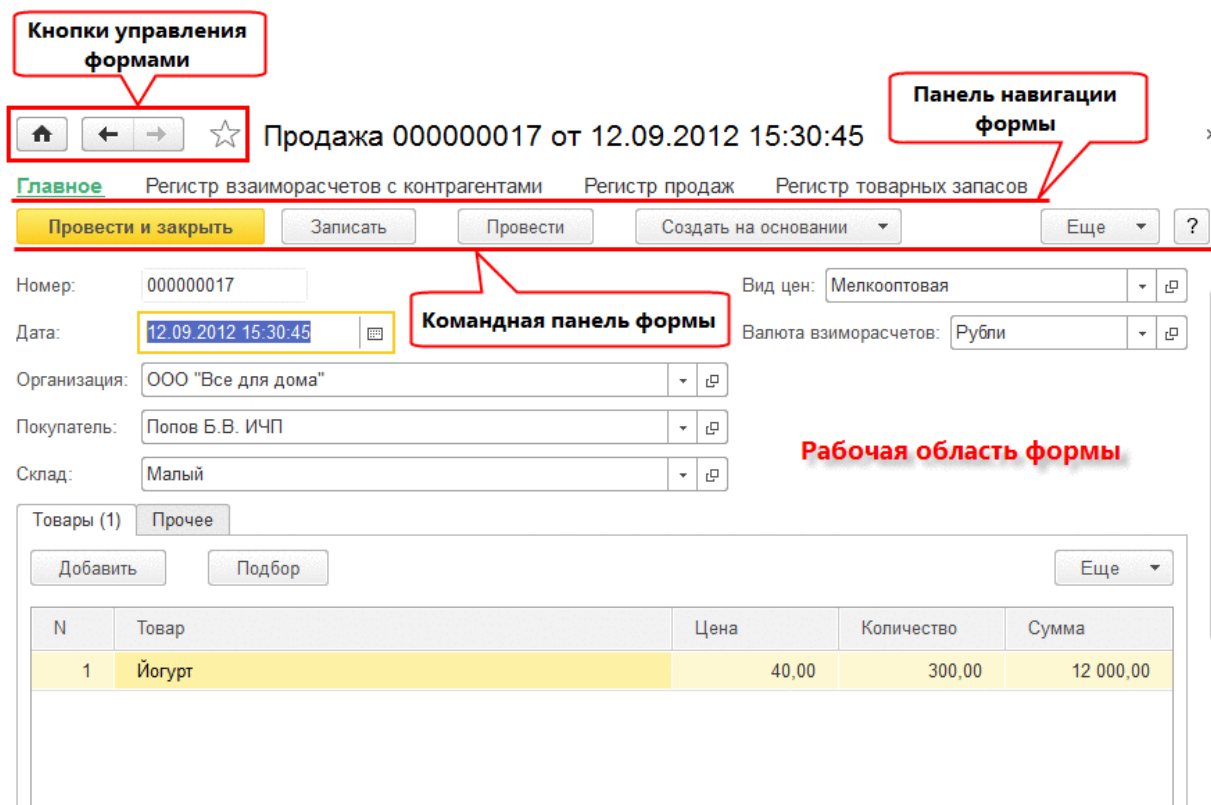 Кнопки управления
формами
Панель навигации
формы
Продажа 000000017 от 12.09.2012 15:30:45
Главное Регистр взаиморасчетов с контрагентами Регистр продаж Регистр товарных запасов
Провести и закрыть Записать Провести Создать на основании Еще ?
Номер: 000000017 Вид цен: Мелкооптовая
Командная панель формы
Дата: 12.09.2012 15:30:45 Валюта взиморасчетов: Рубли
Организация: ООО "Все для дома"
Покупатель: Попов Б.В. ИЧП
Рабочая область формы
Склад: Малый
Товары (1) Прочее
Добавить Подбор Еще
N Товар Цена Количество Сумма
1 Йогурт 40,00 300,00 12 000,00